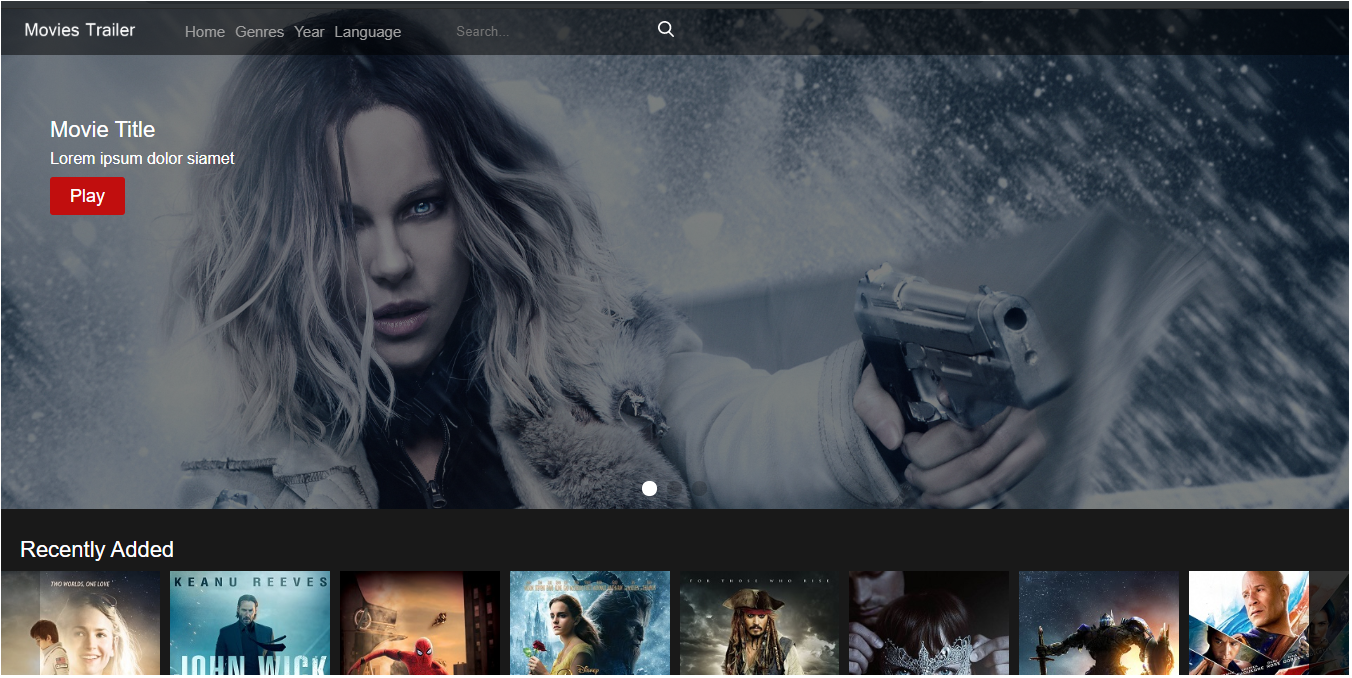 Movies Trailer
Home Genres Year Language Search...
Movie Title
Lorem ipsum dolor siamet
Play
Recently Added
TWO WORLDS. ONE LOVE
KEANU REEVES
JOHN WICK
Disney
FOR THOSE WHO RISE